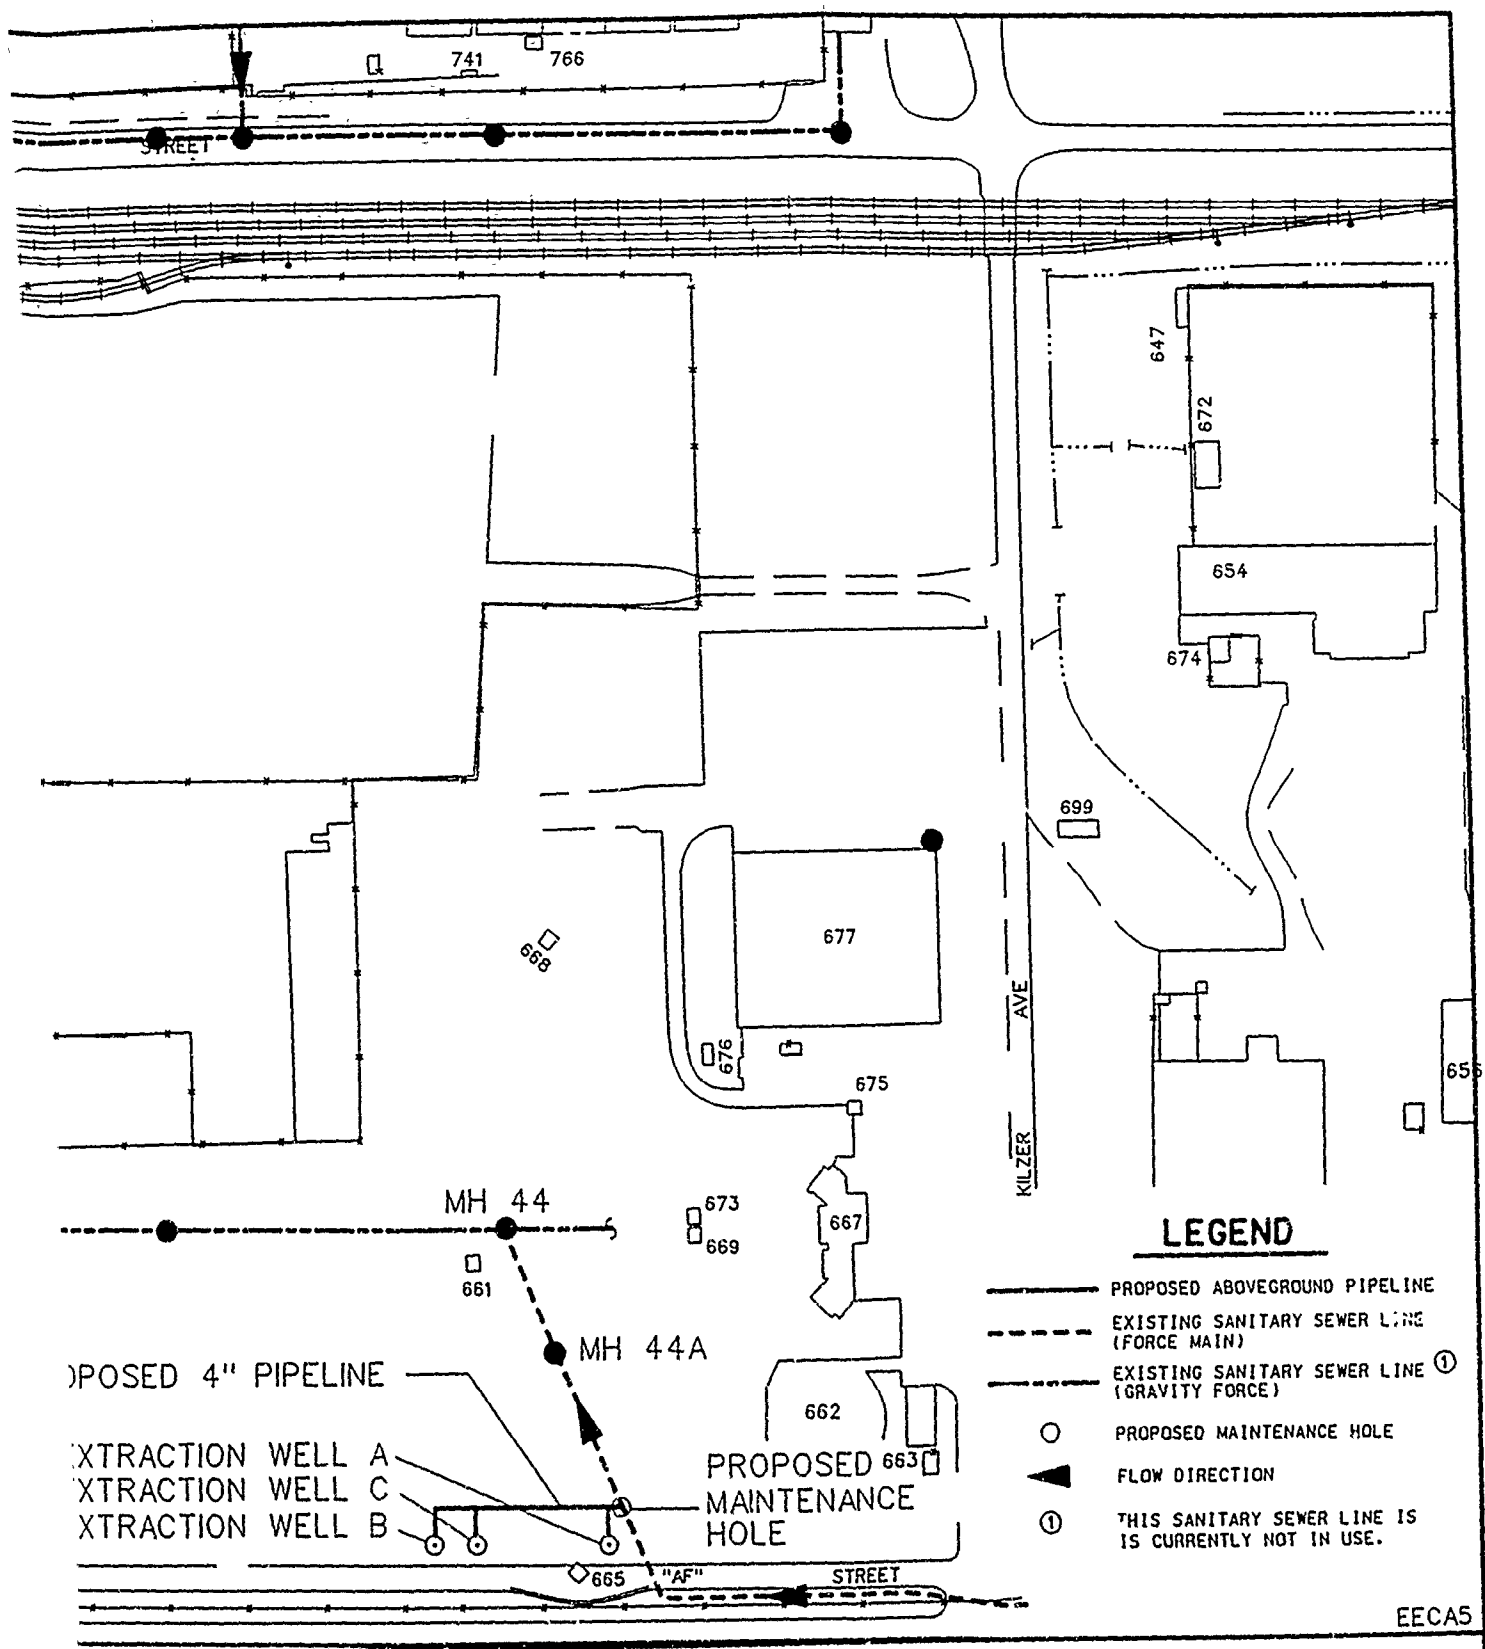 741
766
STREET
647
672
654
674
699
677
668
676
675
KILZER AVE
656
MH 44
673
669
667
661
MH 44A
OPOSED 4" PIPELINE
662
663
XTRACTION WELL A
XTRACTION WELL C
XTRACTION WELL B
PROPOSED
MAINTENANCE
HOLE
665
"AF" STREET
LEGEND
PROPOSED ABOVEGROUND PIPELINE
EXISTING SANITARY SEWER LINE
(FORCE MAIN)
EXISTING SANITARY SEWER LINE ①
(GRAVITY FORCE)
PROPOSED MAINTENANCE HOLE
FLOW DIRECTION
① THIS SANITARY SEWER LINE IS
IS CURRENTLY NOT IN USE.
EECA5